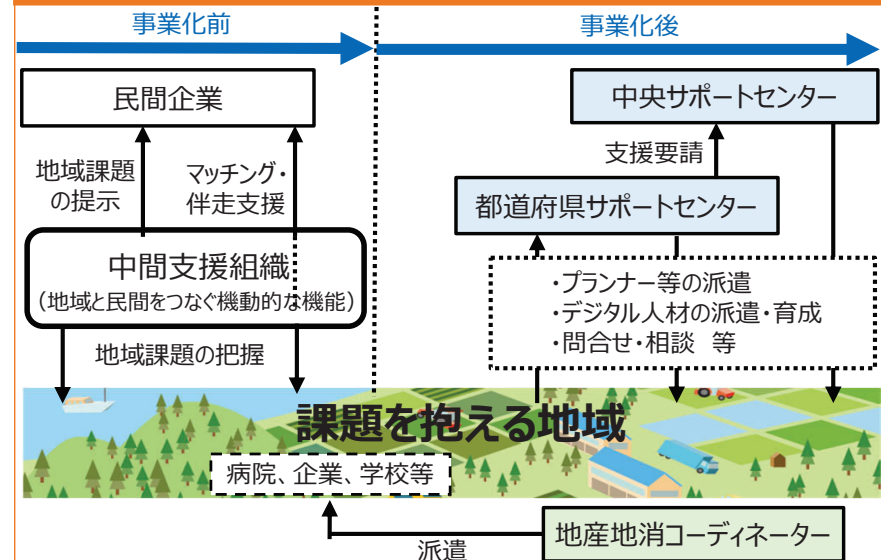 事業化前
事業化後
民間企業
中央サポートセンター
地域課題
の提示
マッチング・
伴走支援
支援要請
都道府県サポートセンター
中間支援組織
(地域と民間をつなぐ機動的な機能)
・プランナー等の派遣
・デジタル人材の派遣・育成
・問合せ・相談 等
地域課題の把握
課題を抱える地域
病院、企業、学校等
地産地消コーディネーター
派遣